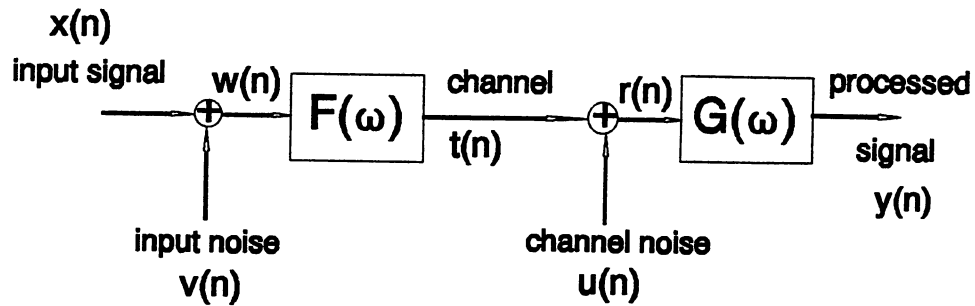 x(n)
input signal
+
w(n)
F(ω)
channel
t(n)
+
r(n)
G(ω)
processed
signal
y(n)
input noise
v(n)
channel noise
u(n)